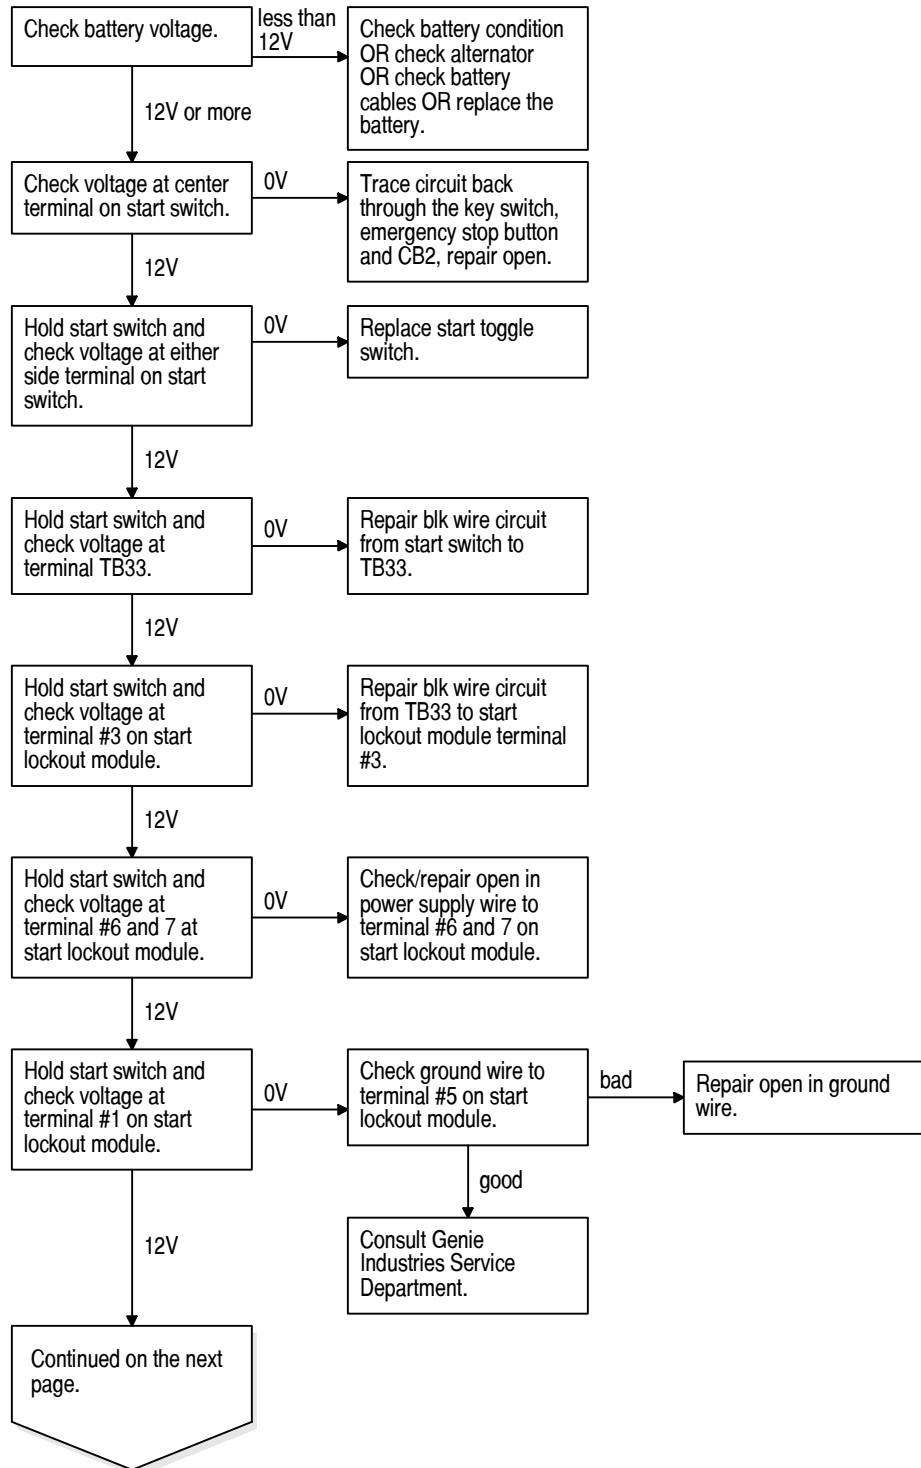 Check battery voltage.
less than
12V
Check battery condition
OR check alternator
OR check battery
cables OR replace the
battery.
12V or more
Check voltage at center
terminal on start switch.
0V
Trace circuit back
through the key switch,
emergency stop button
and CB2, repair open.
12V
Hold start switch and
check voltage at either
side terminal on start
switch.
0V
Replace start toggle
switch.
12V
Hold start switch and
check voltage at
terminal TB33.
0V
Repair blk wire circuit
from start switch to
TB33.
12V
Hold start switch and
check voltage at
terminal #3 on start
lockout module.
0V
Repair blk wire circuit
from TB33 to start
lockout module terminal
#3.
12V
Hold start switch and
check voltage at
terminal #6 and 7 at
start lockout module.
0V
Check/repair open in
power supply wire to
terminal #6 and 7 on
start lockout module.
12V
Hold start switch and
check voltage at
terminal #1 on start
lockout module.
0V
Check ground wire to
terminal #5 on start
lockout module.
bad
Repair open in ground
wire.
good
Consult Genie
Industries Service
Department.
12V
Continued on the next
page.